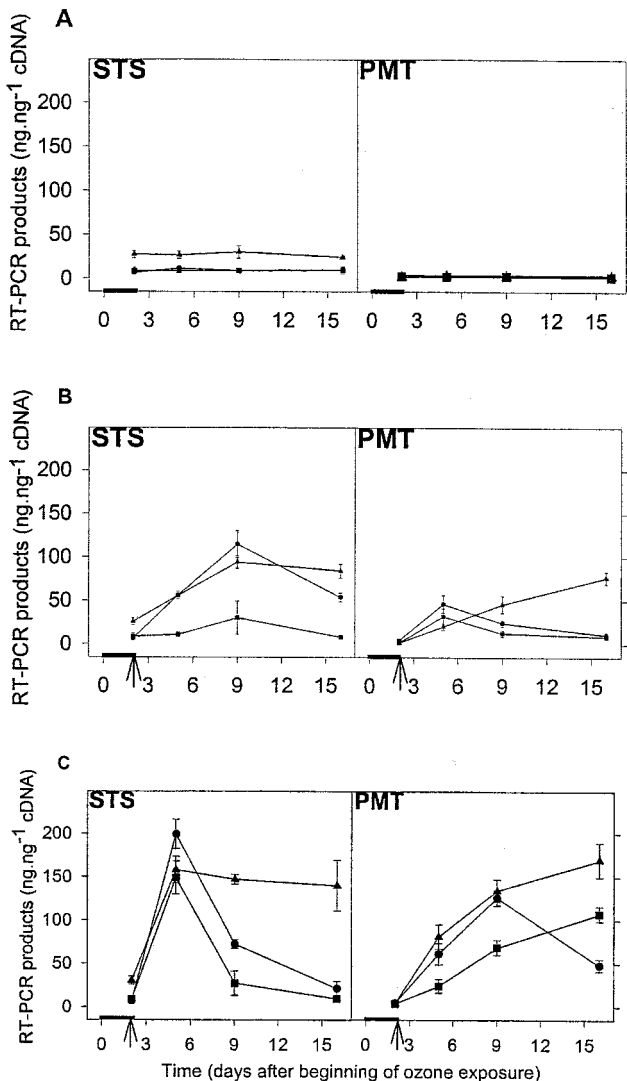 A
STS
PMT
RT-PCR products (ng.ng⁻¹ cDNA)
200
150
100
50
0
0 3 6 9 12 15
0 3 6 9 12 15
B
STS
PMT
RT-PCR products (ng.ng⁻¹ cDNA)
200
150
100
50
0
0 3 6 9 12 15
0 3 6 9 12 15
C
STS
PMT
RT-PCR products (ng.ng⁻¹ cDNA)
200
150
100
50
0
0 3 6 9 12 15
0 3 6 9 12 15
Time (days after beginning of ozone exposure)